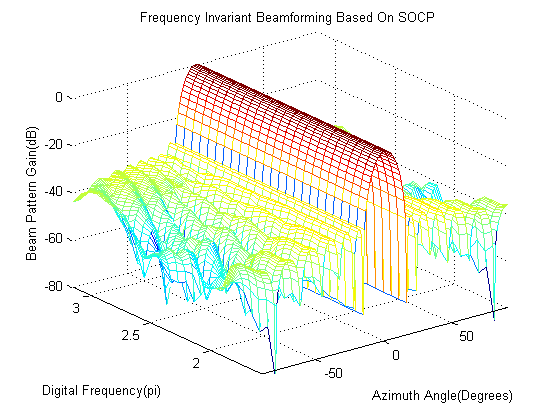 Frequency Invariant Beamforming Based On SOCP
Beam Pattern Gain(dB)
0
-20
-40
-60
-80
3
2.5
2
Digital Frequency(pi)
-50
0
50
Azimuth Angle(Degrees)